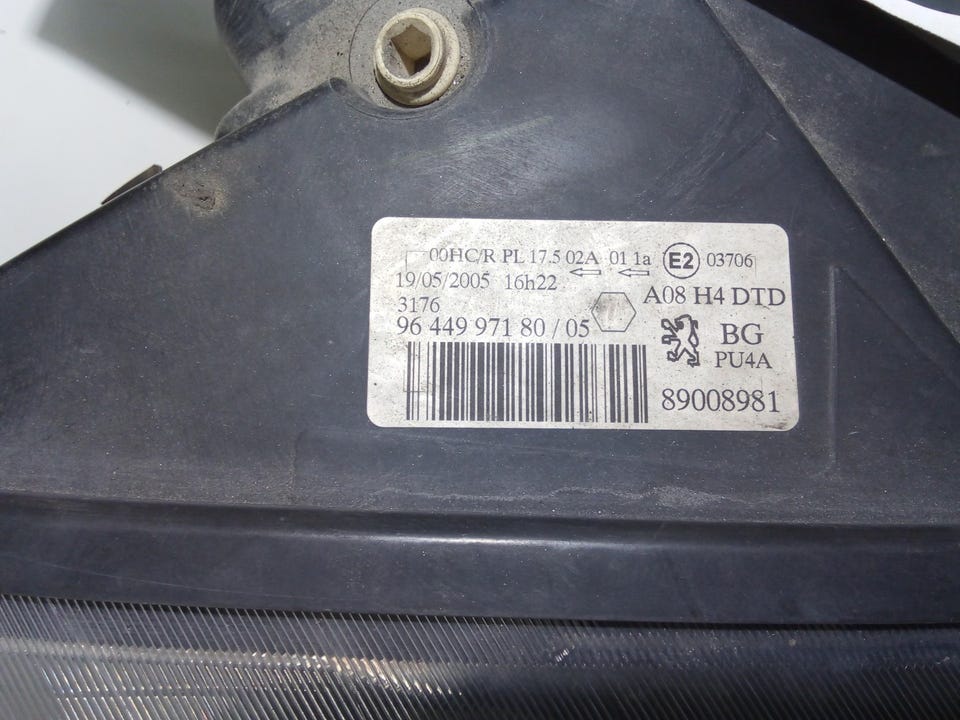 00HC/R PL 17.5 02A 01 1a E2 03706
19/05/2005 16h22
A08 H4 DTD
3176
96 449 971 80 / 05
BG
PU4A
89008981